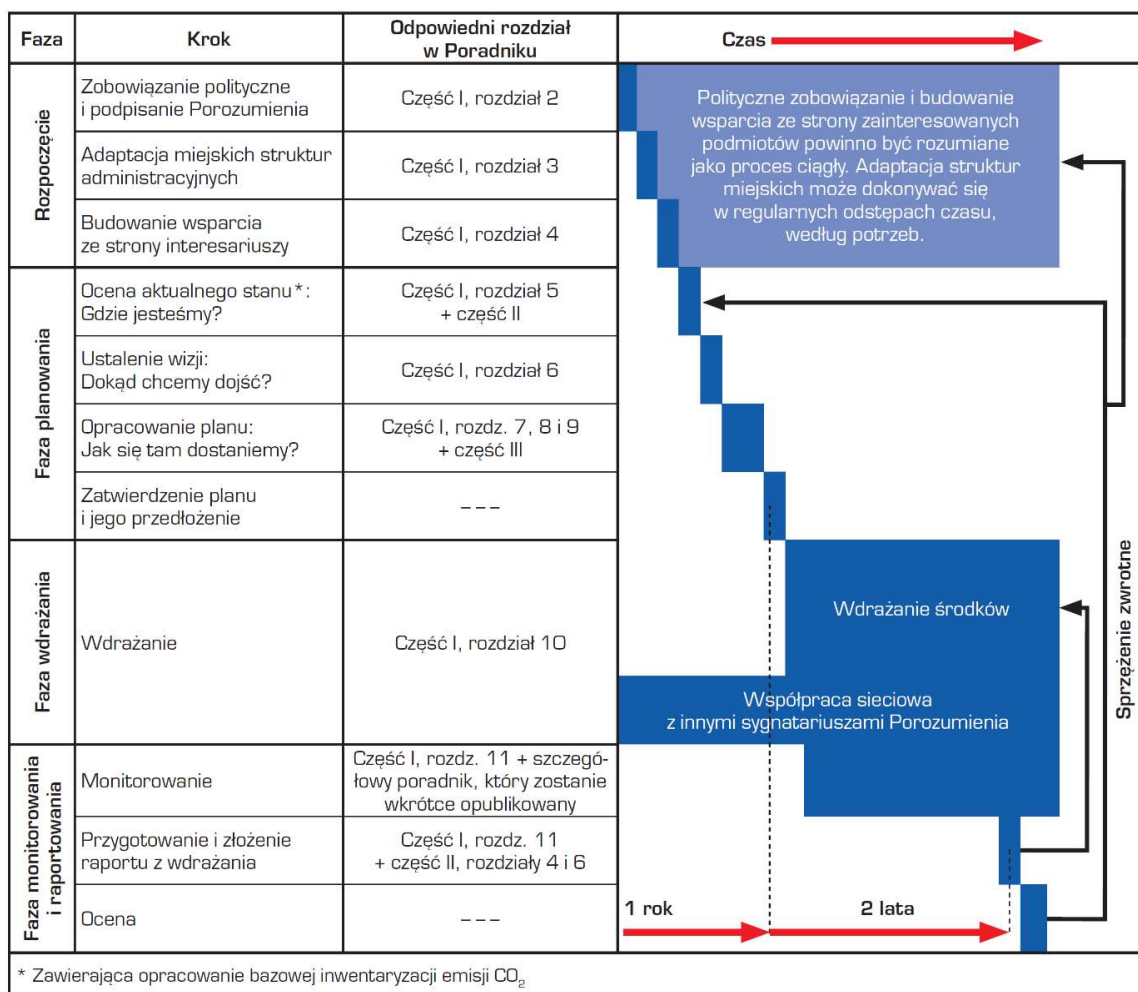 Faza
Krok
Odpowiedni rozdział
w Poradniku
Czas
Rozpoczęcie
Zobowiązanie polityczne
i podpisanie Porozumienia
Część I, rozdział 2
Adaptacja miejskich struktur
administracyjnych
Część I, rozdział 3
Budowanie wsparcia
ze strony interesariuszy
Część I, rozdział 4
Polityczne zobowiązanie i budowanie
wsparcia ze strony zainteresowanych
podmiotów powinno być rozumiane
jako proces ciągły. Adaptacja struktur
miejskich może dokonywać się
w regularnych odstępach czasu,
według potrzeb.
Faza planowania
Ocena aktualnego stanu*:
Gdzie jesteśmy?
Część I, rozdział 5
+ część II
Ustalenie wizji:
Dokąd chcemy dojść?
Część I, rozdział 6
Opracowanie planu:
Jak się tam dostaniemy?
Część I, rozdz. 7, 8 i 9
+ część III
Zatwierdzenie planu
i jego przedłożenie
– – –
Faza wdrażania
Wdrażanie
Część I, rozdział 10
Wdrażanie środków
Współpraca sieciowa
z innymi sygnatariuszami Porozumienia
Sprzężenie zwrotne
Faza monitorowania
i raportowania
Monitorowanie
Część I, rozdz. 11 + szczegó-
łowy poradnik, który zostanie
wkrótce opublikowany
Przygotowanie i złożenie
raportu z wdrażania
Część I, rozdz. 11
+ część II, rozdziały 4 i 6
Ocena
– – –
1 rok
2 lata
* Zawierająca opracowanie bazowej inwentaryzacji emisji CO₂